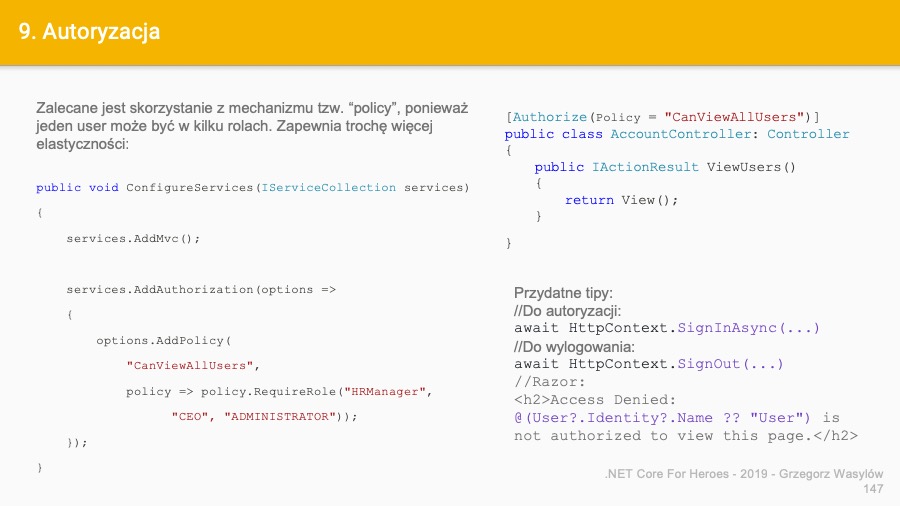 9. Autoryzacja
Zalecane jest skorzystanie z mechanizmu tzw. “policy”, ponieważ
jeden user może być w kilku rolach. Zapewnia trochę więcej
elastyczności:
public void ConfigureServices(IServiceCollection services)
{
services.AddMvc();
services.AddAuthorization(options =>
{
options.AddPolicy(
"CanViewAllUsers",
policy => policy.RequireRole("HRManager",
"CEO", "ADMINISTRATOR"));
});
}
[Authorize(Policy = "CanViewAllUsers")]
public class AccountController: Controller
{
public IActionResult ViewUsers()
{
return View();
}
}
Przydatne tipy:
//Do autoryzacji:
await HttpContext.SignInAsync(...)
//Do wylogowania:
await HttpContext.SignOut(...)
//Razor:
<h2>Access Denied:
@(User?.Identity?.Name ?? "User") is
not authorized to view this page.</h2>
.NET Core For Heroes - 2019 - Grzegorz Wasylów
147